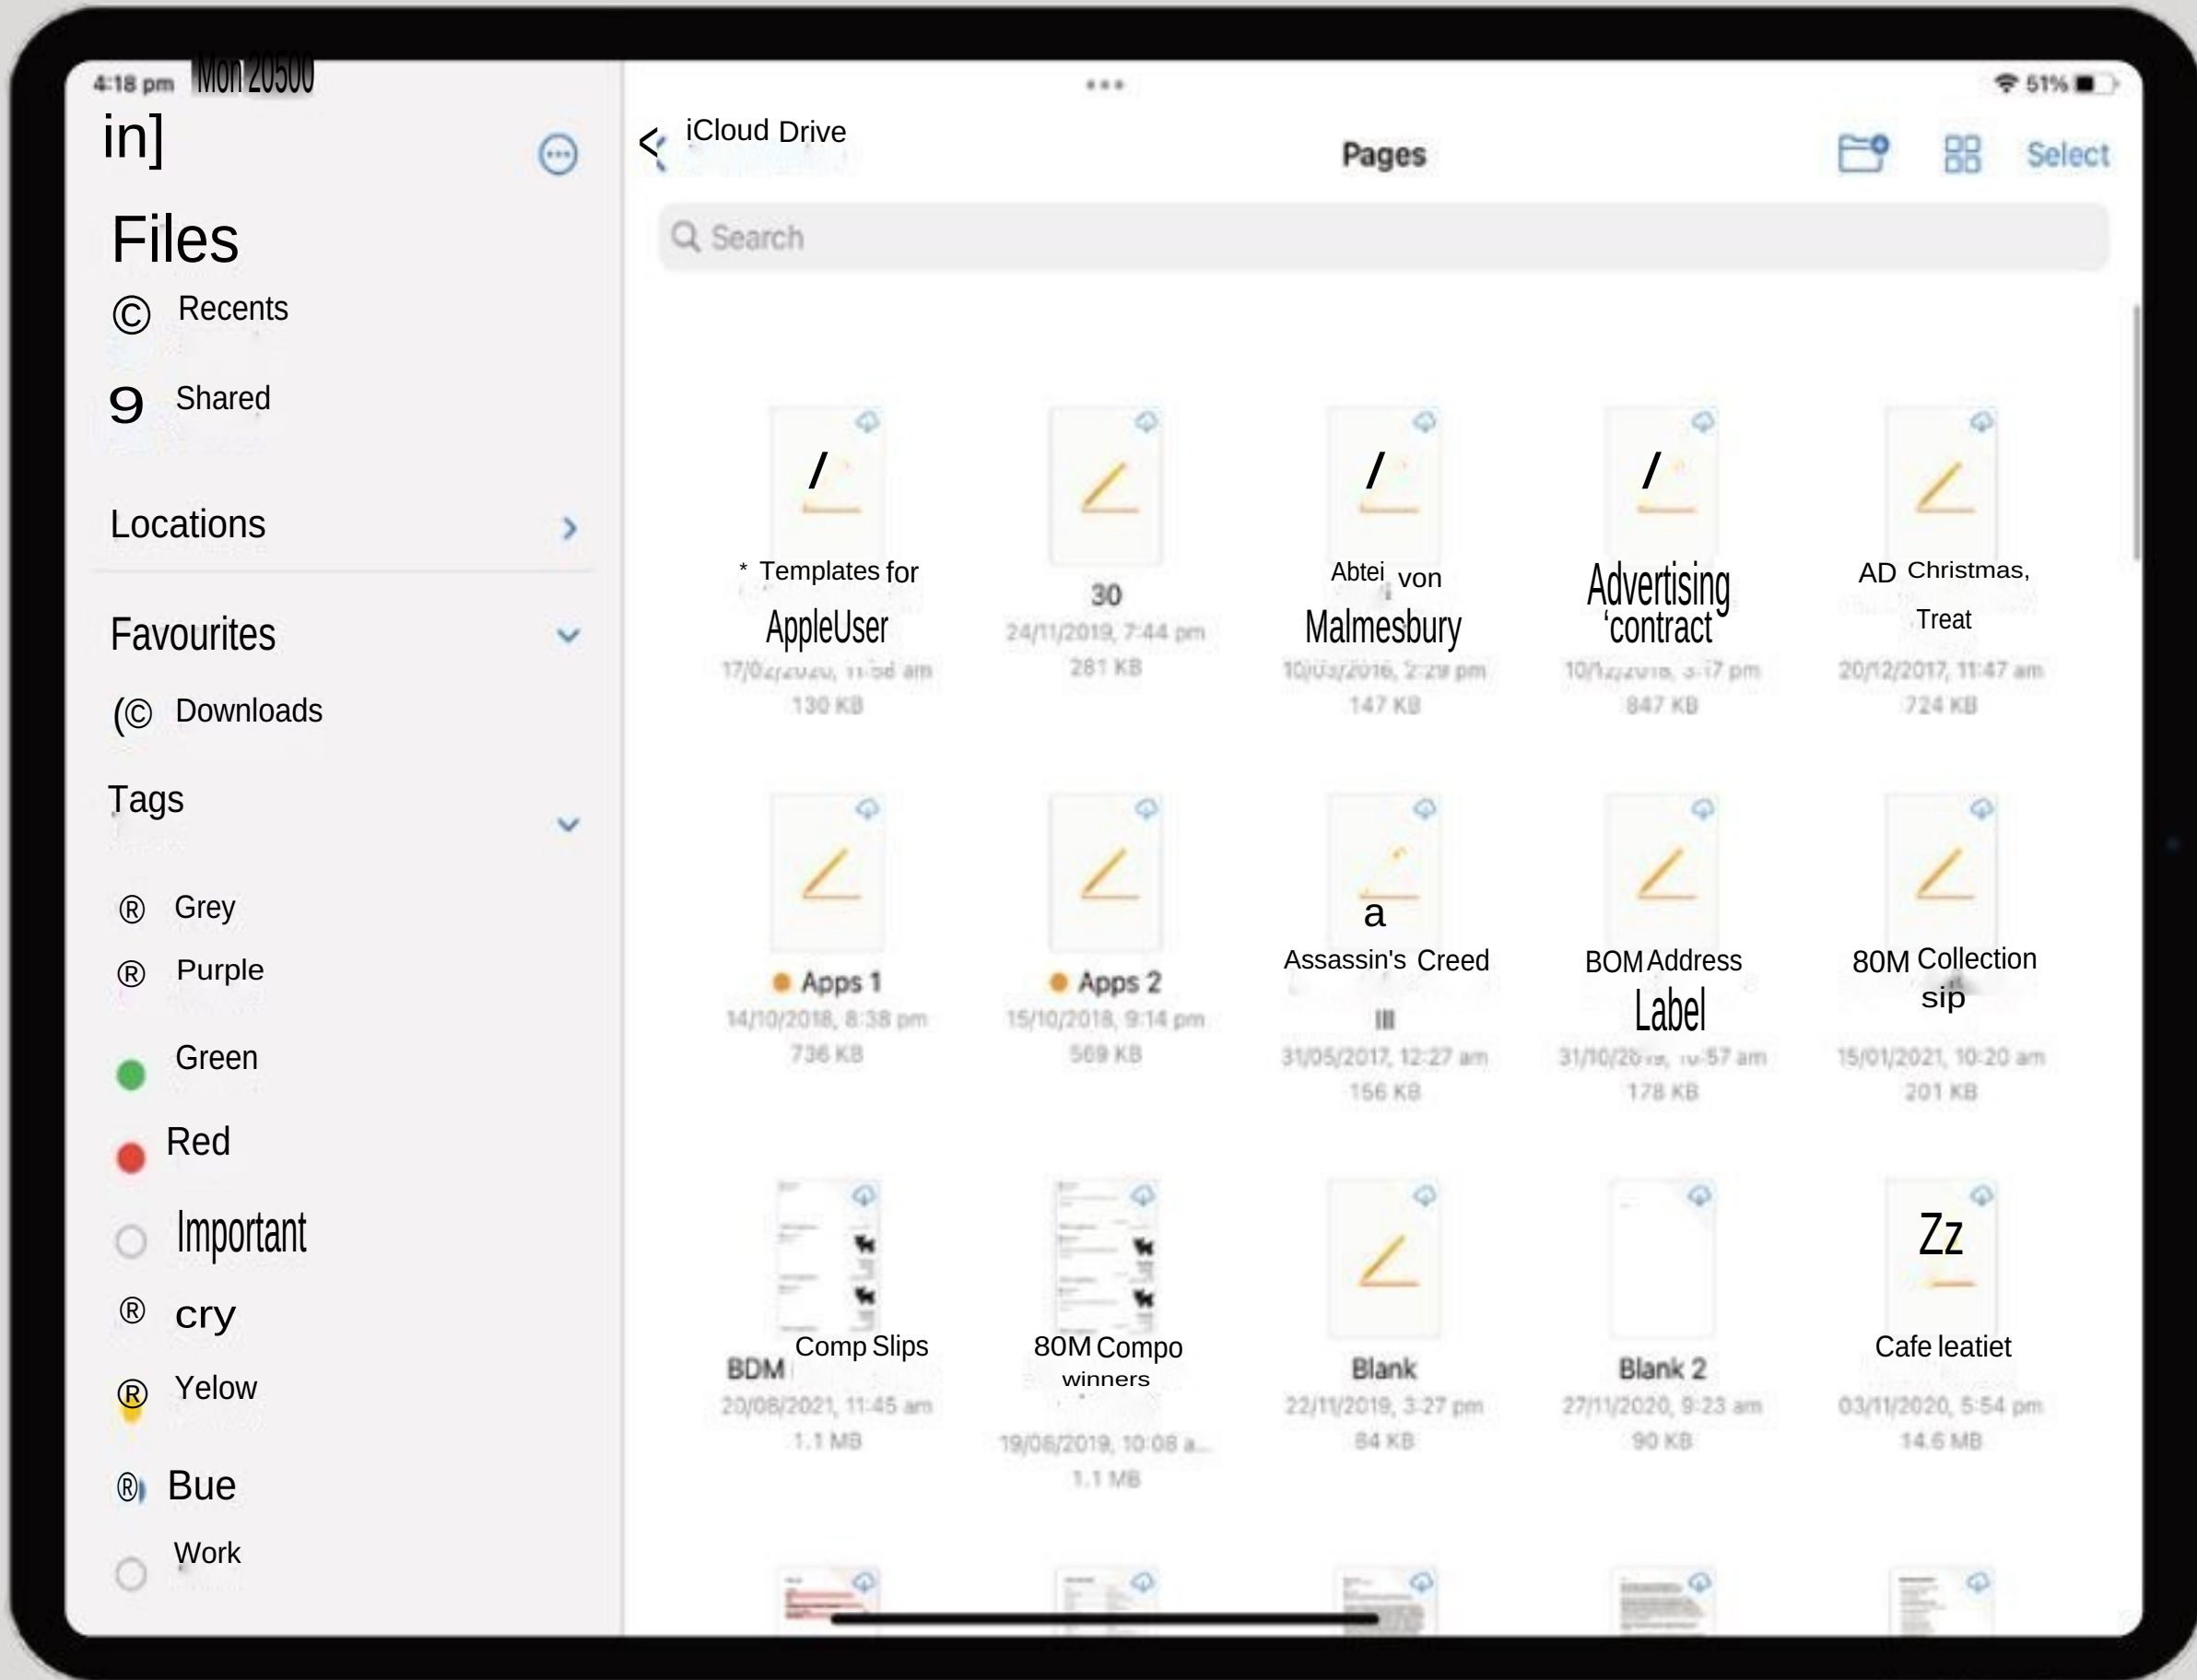 4:18 pm Mon 20500
51%
in]
Files
© Recents
9 Shared
Locations
Favourites
(© Downloads
Tags
® Grey
® Purple
Green
Red
Important
® cry
® Yelow
® Bue
Work
< iCloud Drive
Pages
Select
Search
* Templates for
AppleUser
130 KB
30
24/11/2019, 7:44 pm
281 KB
Abtei von
Malmesbury
10/03/2016, 2:29 pm
147 KB
Advertising
‘contract
847 KB
AD Christmas,
Treat
20/12/2017, 11:47 am
724 KB
Apps 1
14/10/2018, 8:38 pm
736 KB
Apps 2
15/10/2018, 9:14 pm
569 KB
a
Assassin's Creed
III
31/05/2017, 12:27 am
156 KB
BOM Address
Label
178 KB
80M Collection
sip
15/01/2021, 10:20 am
201 KB
BDM Comp Slips
20/08/2021, 11:45 am
1.1 MB
80M Compo
winners
19/08/2019, 10:08 a...
1.1 MB
Blank
22/11/2019, 3:27 pm
84 KB
Blank 2
27/11/2020, 9:23 am
90 KB
Zz
Cafe leatiet
03/11/2020, 5:54 pm
14.6 MB